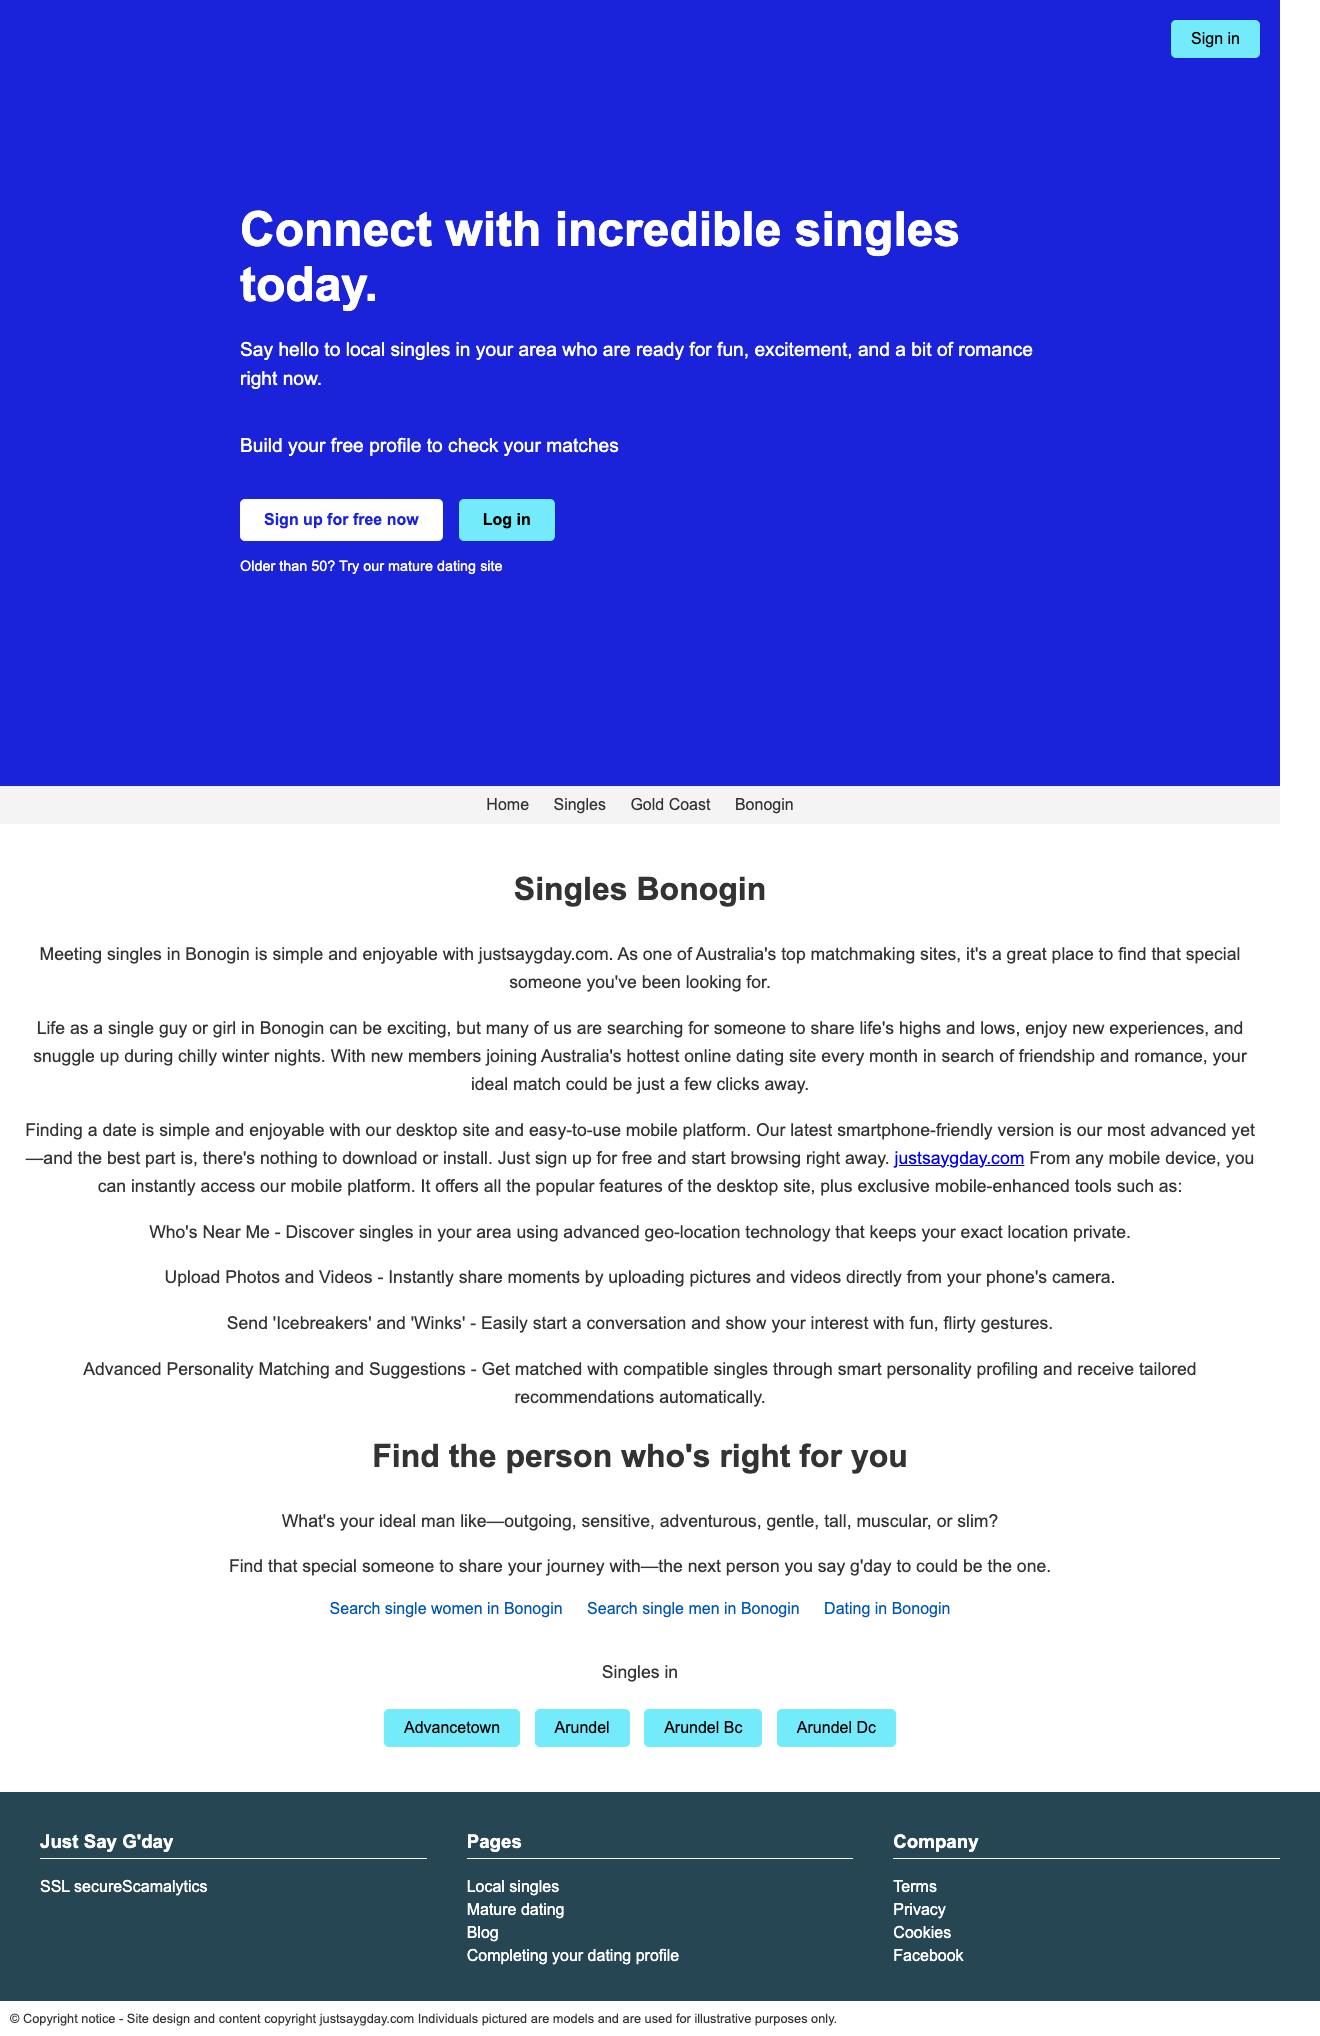 Sign in
Connect with incredible singles
today.
Say hello to local singles in your area who are ready for fun, excitement, and a bit of romance
right now.
Build your free profile to check your matches
Sign up for free now
Log in
Older than 50? Try our mature dating site
Home Singles Gold Coast Bonogin
Singles Bonogin
Meeting singles in Bonogin is simple and enjoyable with justsaygday.com. As one of Australia's top matchmaking sites, it's a great place to find that special
someone you've been looking for.
Life as a single guy or girl in Bonogin can be exciting, but many of us are searching for someone to share life's highs and lows, enjoy new experiences, and
snuggle up during chilly winter nights. With new members joining Australia's hottest online dating site every month in search of friendship and romance, your
ideal match could be just a few clicks away.
Finding a date is simple and enjoyable with our desktop site and easy-to-use mobile platform. Our latest smartphone-friendly version is our most advanced yet
—and the best part is, there's nothing to download or install. Just sign up for free and start browsing right away. justsaygday.com From any mobile device, you
can instantly access our mobile platform. It offers all the popular features of the desktop site, plus exclusive mobile-enhanced tools such as:
Who's Near Me - Discover singles in your area using advanced geo-location technology that keeps your exact location private.
Upload Photos and Videos - Instantly share moments by uploading pictures and videos directly from your phone's camera.
Send 'Icebreakers' and 'Winks' - Easily start a conversation and show your interest with fun, flirty gestures.
Advanced Personality Matching and Suggestions - Get matched with compatible singles through smart personality profiling and receive tailored
recommendations automatically.
Find the person who's right for you
What's your ideal man like—outgoing, sensitive, adventurous, gentle, tall, muscular, or slim?
Find that special someone to share your journey with—the next person you say g'day to could be the one.
Search single women in Bonogin Search single men in Bonogin Dating in Bonogin
Singles in
Advancetown Arundel Arundel Bc Arundel Dc
Just Say G'day
SSL secureScamalytics
Pages
Local singles
Mature dating
Blog
Completing your dating profile
Company
Terms
Privacy
Cookies
Facebook
© Copyright notice - Site design and content copyright justsaygday.com Individuals pictured are models and are used for illustrative purposes only.